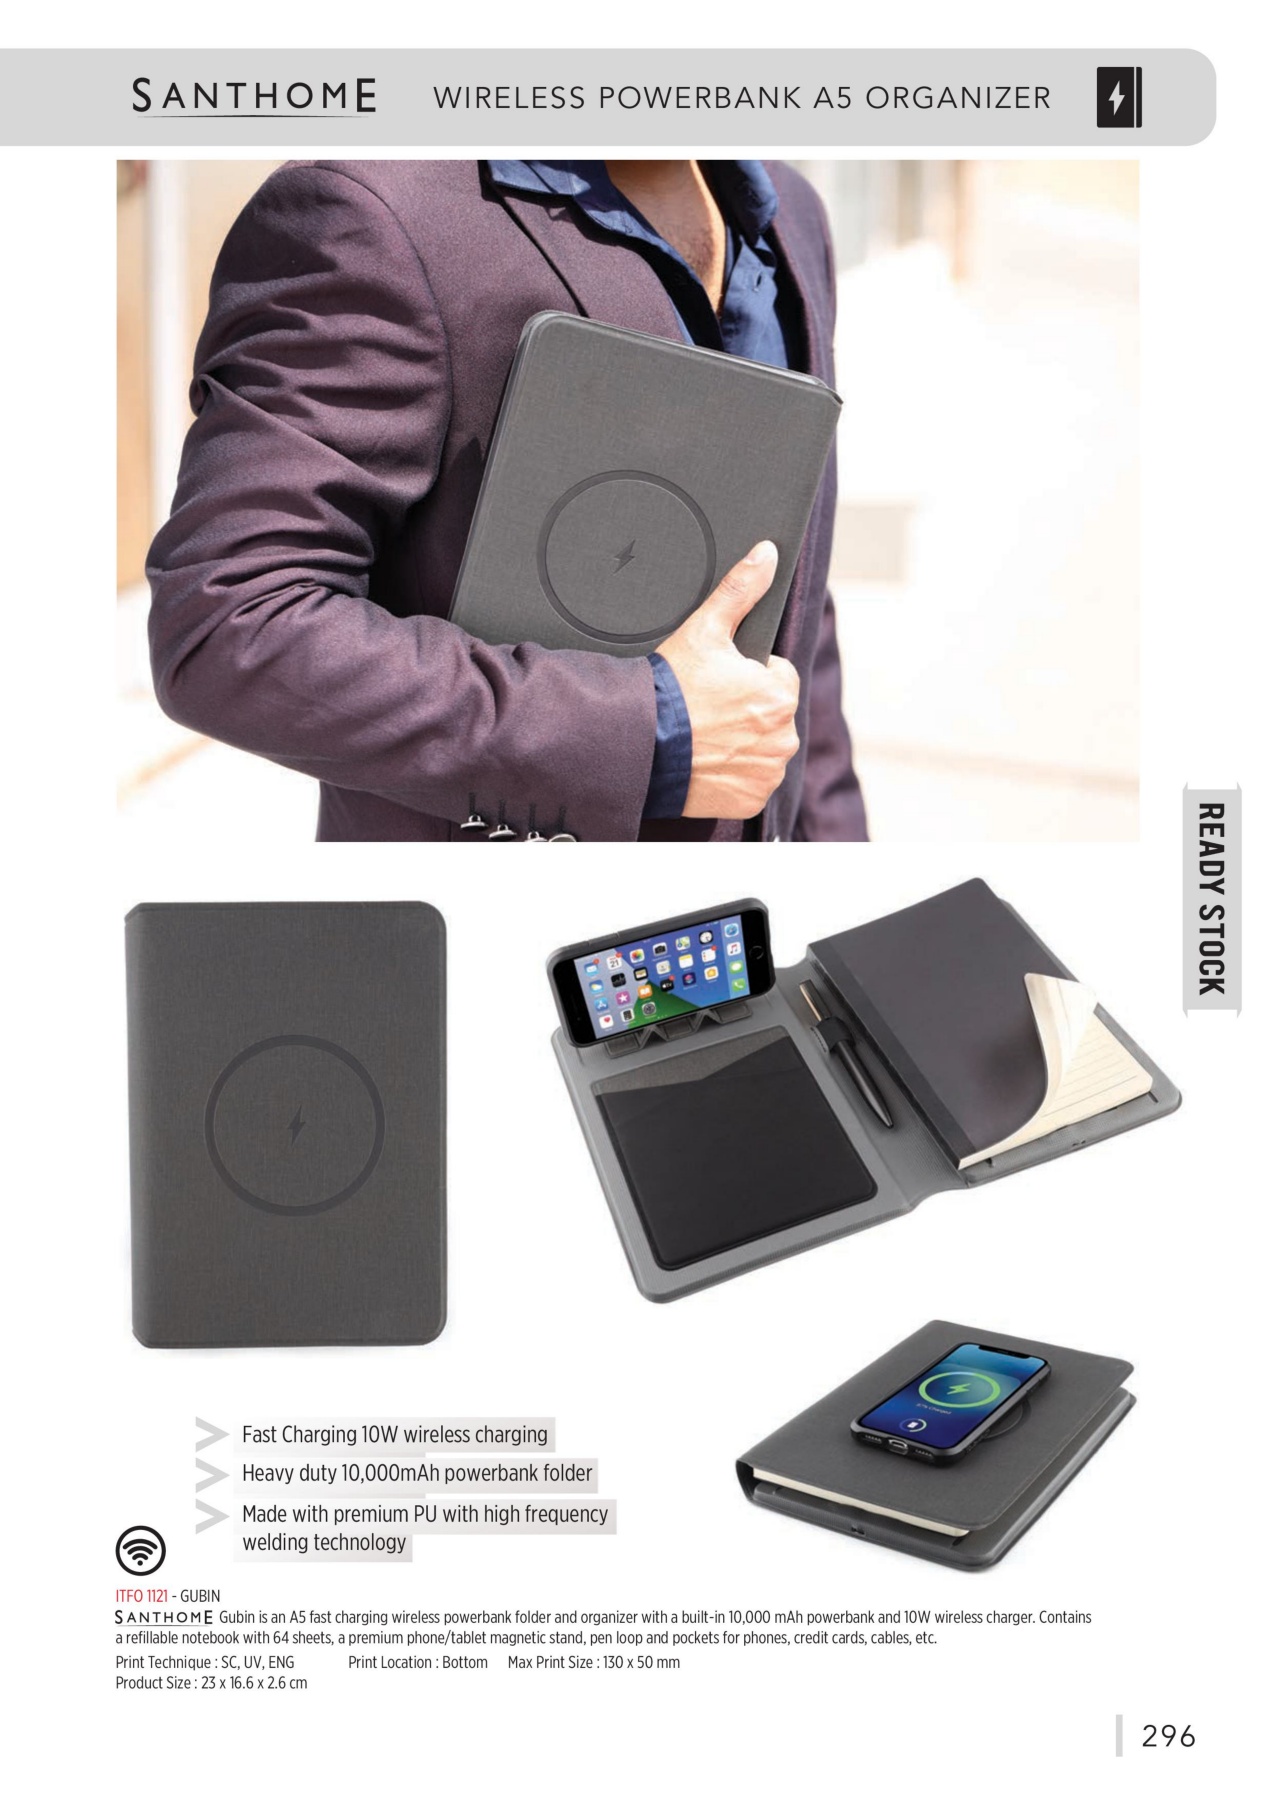 SANTHOME WIRELESS POWERBANK A5 ORGANIZER
READY STOCK
Fast Charging 10W wireless charging
Heavy duty 10,000mAh powerbank folder
Made with premium PU with high frequency
welding technology
ITFO 1121 - GUBIN
SANTHOME Gubin is an A5 fast charging wireless powerbank folder and organizer with a built-in 10,000 mAh powerbank and 10W wireless charger. Contains
a refillable notebook with 64 sheets, a premium phone/tablet magnetic stand, pen loop and pockets for phones, credit cards, cables, etc.
Print Technique : SC, UV, ENG Print Location : Bottom Max Print Size : 130 x 50 mm
Product Size : 23 x 16.6 x 2.6 cm
296